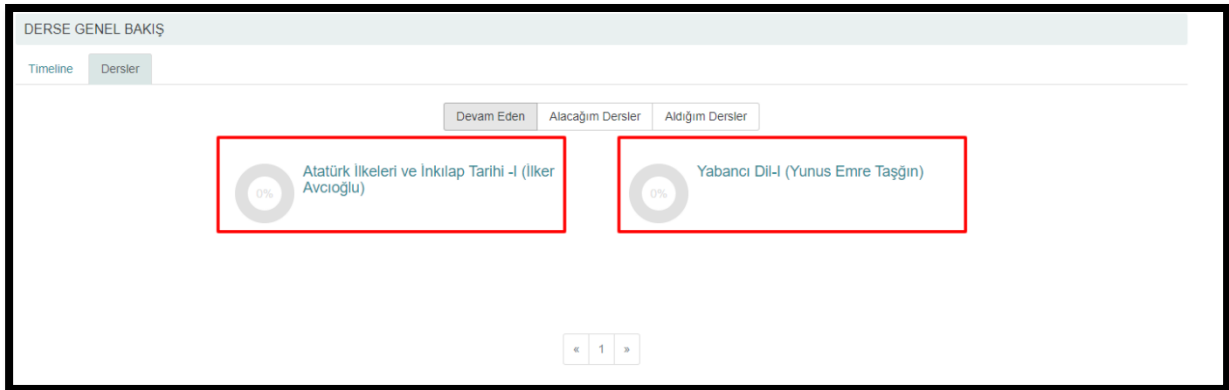 DERSE GENEL BAKIŞ
Timeline Dersler
Devam Eden Alacağım Dersler Aldığım Dersler
0%
Atatürk İlkeleri ve İnkılap Tarihi -I (İlker
Avcıoğlu)
0%
Yabancı Dil-I (Yunus Emre Taşğın)
« 1 »